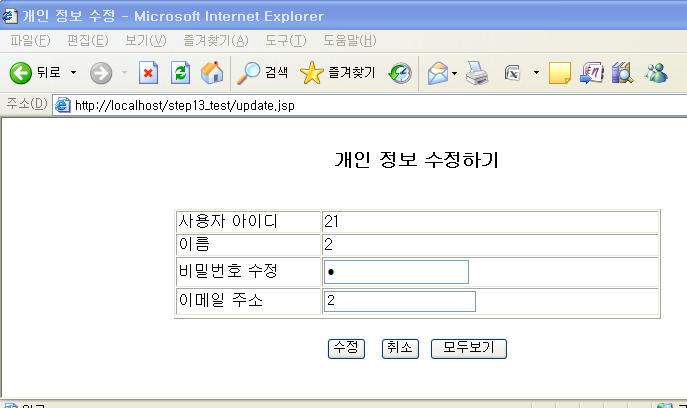 개인 정보 수정 - Microsoft Internet Explorer
파일(F) 편집(E) 보기(V) 즐겨찾기(A) 도구(T) 도움말(H)
뒤로 검색 즐겨찾기
주소(D) http://localhost/step13_test/update.jsp
개인 정보 수정하기
사용자 아이디 21
이름 2
비밀번호 수정 ●
이메일 주소 2
수정 취소 모두보기